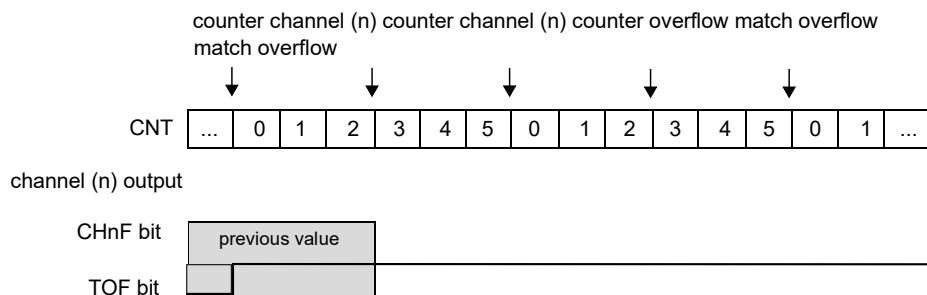 counter channel (n) counter channel (n) counter overflow match overflow
match overflow
CNT ... 0 1 2 3 4 5 0 1 2 3 4 5 0 1 ...
channel (n) output
CHnF bit previous value
TOF bit